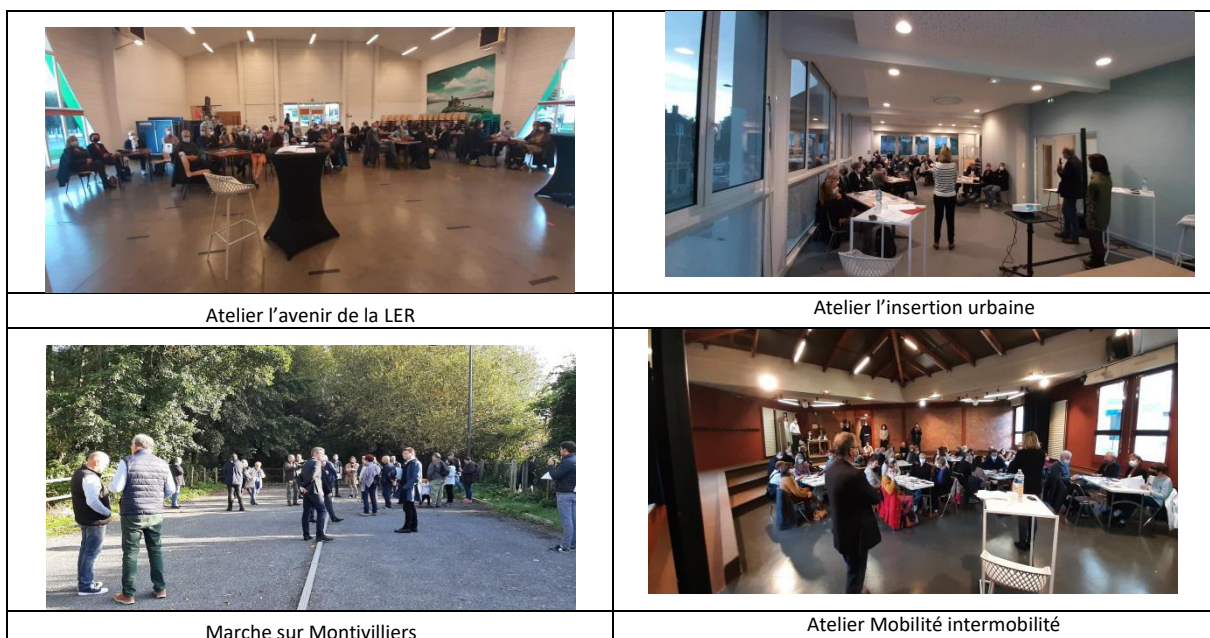 Atelier l'avenir de la LER
Atelier l'insertion urbaine
Marche sur Montivilliers
Atelier Mobilité intermobilité